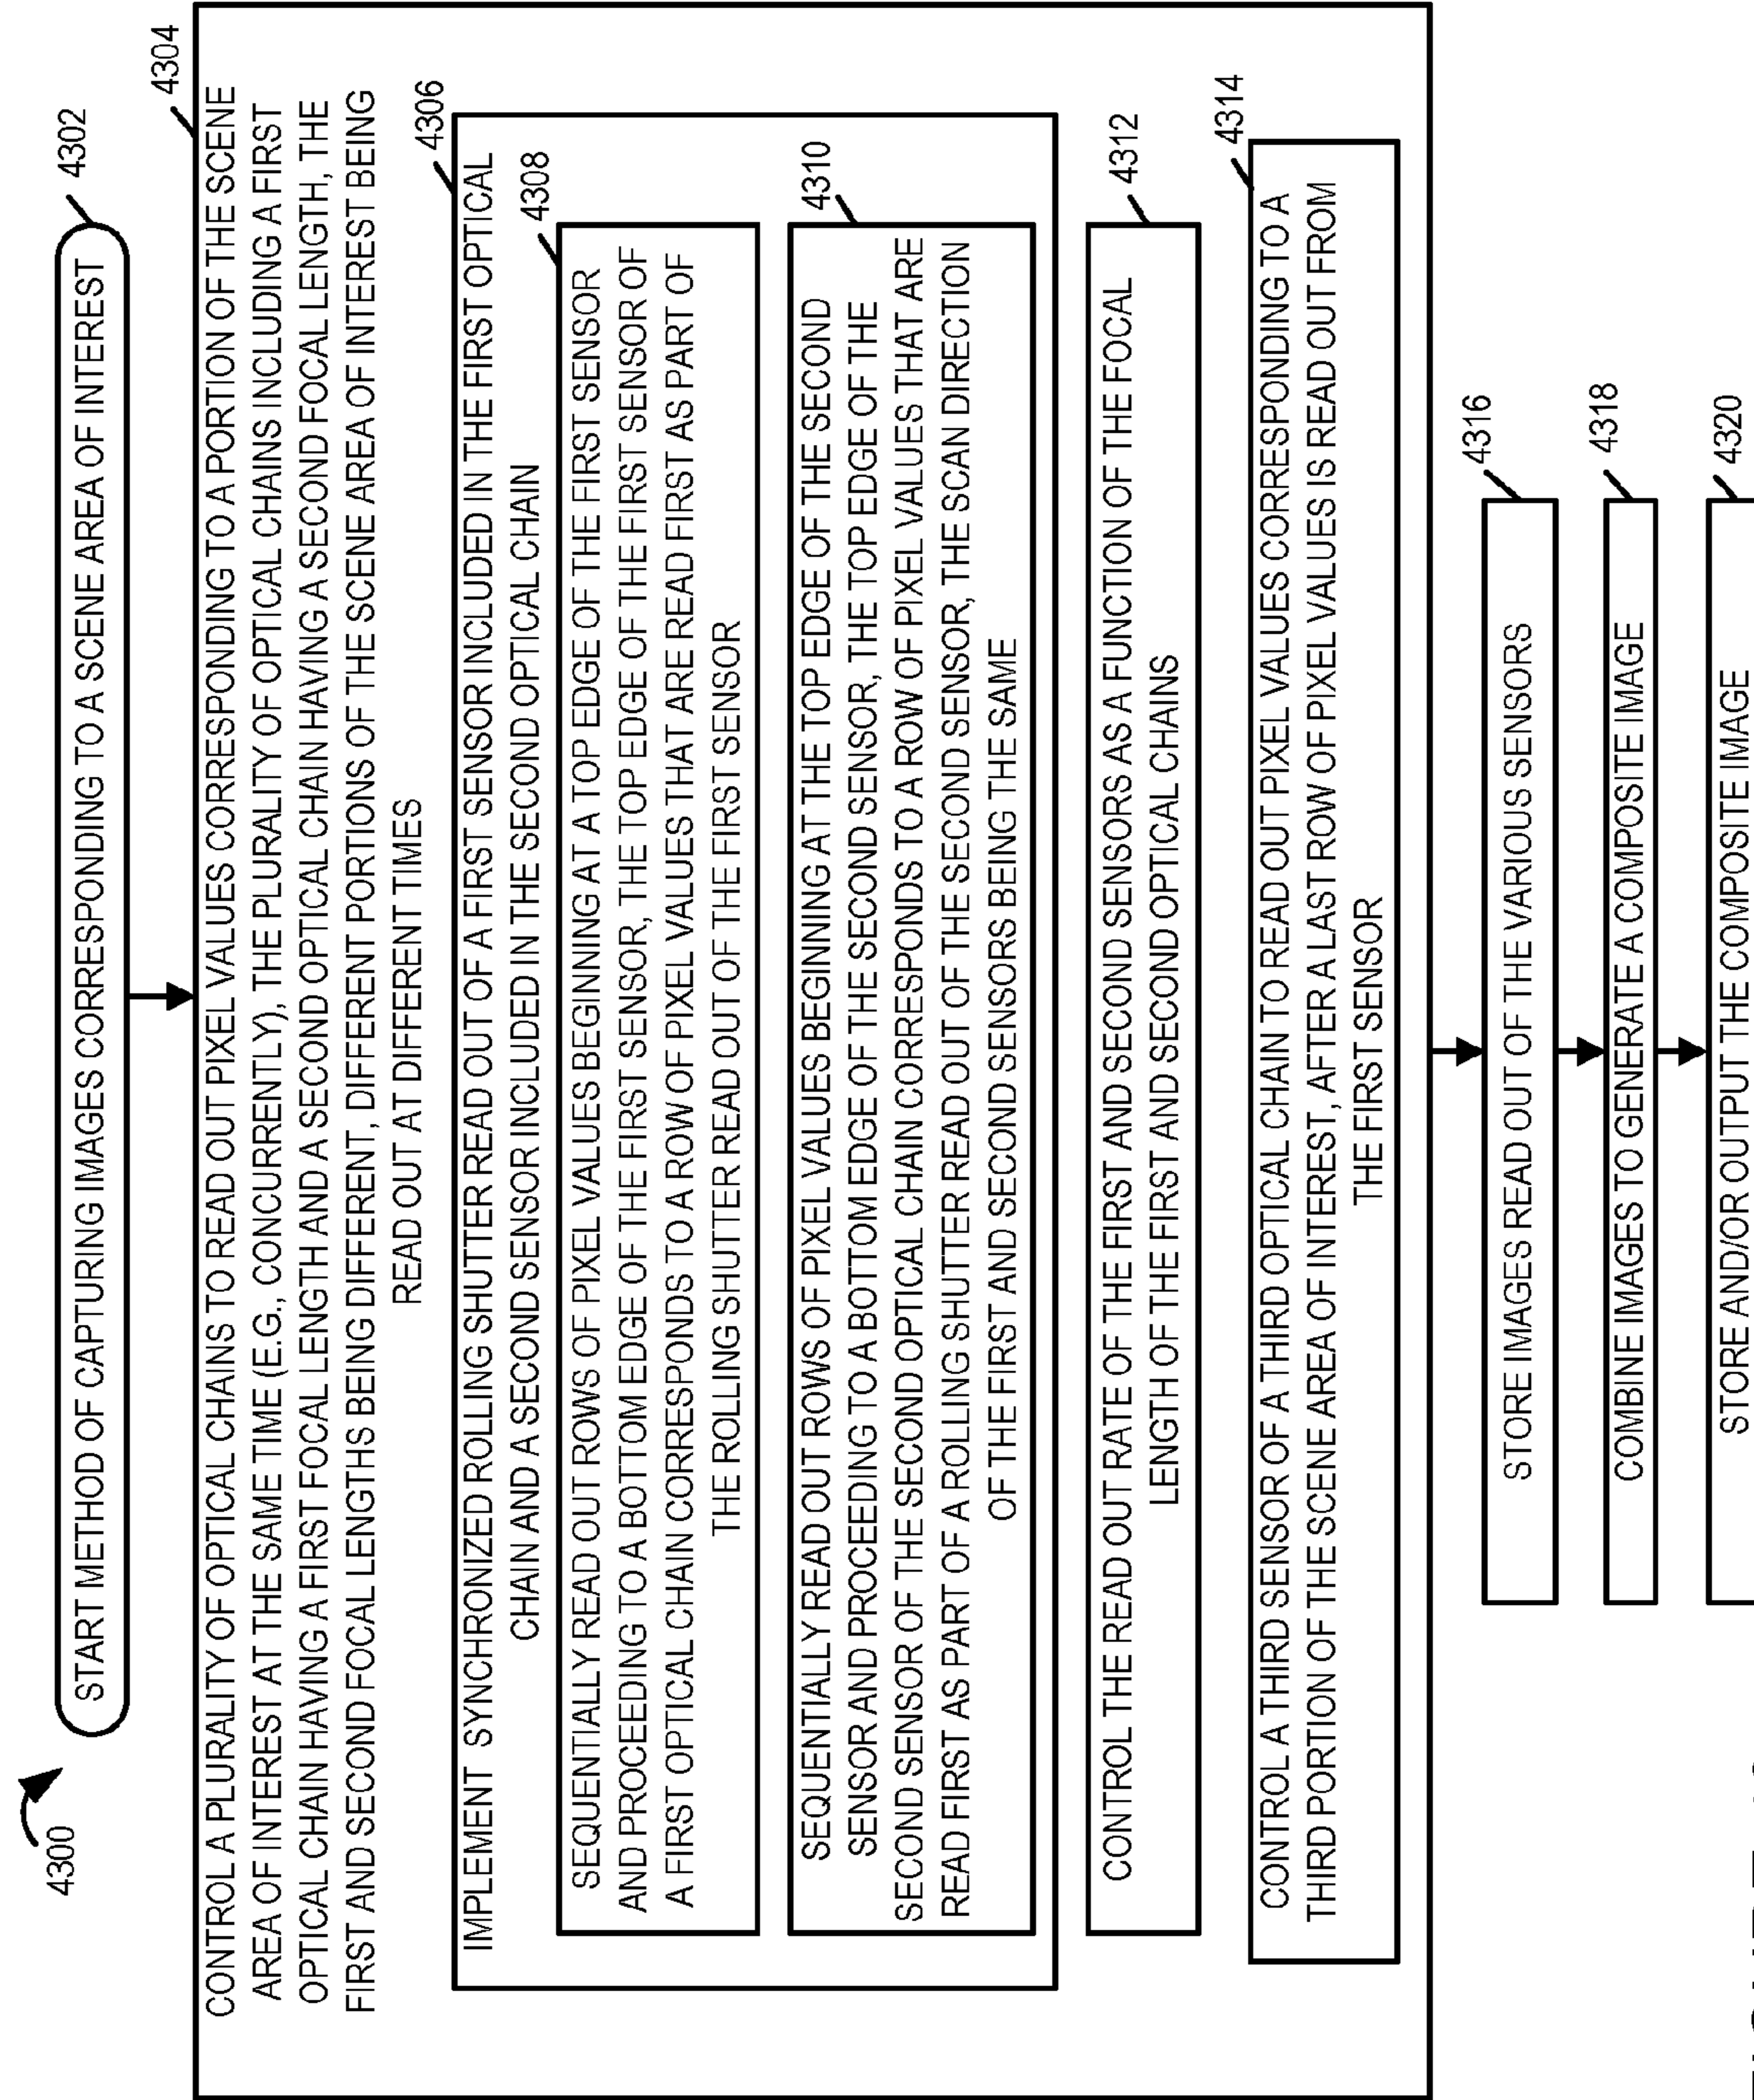 4300
START METHOD OF CAPTURING IMAGES CORRESPONDING TO A SCENE AREA OF INTEREST
4302
4304
CONTROL A PLURALITY OF OPTICAL CHAINS TO READ OUT PIXEL VALUES CORRESPONDING TO A PORTION OF THE SCENE
AREA OF INTEREST AT THE SAME TIME (E.G., CONCURRENTLY), THE PLURALITY OF OPTICAL CHAINS INCLUDING A FIRST
OPTICAL CHAIN HAVING A FIRST FOCAL LENGTH AND A SECOND OPTICAL CHAIN HAVING A SECOND FOCAL LENGTH, THE
FIRST AND SECOND FOCAL LENGTHS BEING DIFFERENT, DIFFERENT PORTIONS OF THE SCENE AREA OF INTEREST BEING
READ OUT AT DIFFERENT TIMES
4306
IMPLEMENT SYNCHRONIZED ROLLING SHUTTER READ OUT OF A FIRST SENSOR INCLUDED IN THE FIRST OPTICAL
CHAIN AND A SECOND SENSOR INCLUDED IN THE SECOND OPTICAL CHAIN
4308
SEQUENTIALLY READ OUT ROWS OF PIXEL VALUES BEGINNING AT A TOP EDGE OF THE FIRST SENSOR
AND PROCEEDING TO A BOTTOM EDGE OF THE FIRST SENSOR, THE TOP EDGE OF THE FIRST SENSOR OF
A FIRST OPTICAL CHAIN CORRESPONDS TO A ROW OF PIXEL VALUES THAT ARE READ FIRST AS PART OF
THE ROLLING SHUTTER READ OUT OF THE FIRST SENSOR
4310
SEQUENTIALLY READ OUT ROWS OF PIXEL VALUES BEGINNING AT THE TOP EDGE OF THE SECOND
SENSOR AND PROCEEDING TO A BOTTOM EDGE OF THE SECOND SENSOR, THE TOP EDGE OF THE
SECOND SENSOR OF THE SECOND OPTICAL CHAIN CORRESPONDS TO A ROW OF PIXEL VALUES THAT ARE
READ FIRST AS PART OF A ROLLING SHUTTER READ OUT OF THE SECOND SENSOR, THE SCAN DIRECTION
OF THE FIRST AND SECOND SENSORS BEING THE SAME
4312
CONTROL THE READ OUT RATE OF THE FIRST AND SECOND SENSORS AS A FUNCTION OF THE FOCAL
LENGTH OF THE FIRST AND SECOND OPTICAL CHAINS
4314
CONTROL A THIRD SENSOR OF A THIRD OPTICAL CHAIN TO READ OUT PIXEL VALUES CORRESPONDING TO A
THIRD PORTION OF THE SCENE AREA OF INTEREST, AFTER A LAST ROW OF PIXEL VALUES IS READ OUT FROM
THE FIRST SENSOR
4316
STORE IMAGES READ OUT OF THE VARIOUS SENSORS
4318
COMBINE IMAGES TO GENERATE A COMPOSITE IMAGE
4320
STORE AND/OR OUTPUT THE COMPOSITE IMAGE